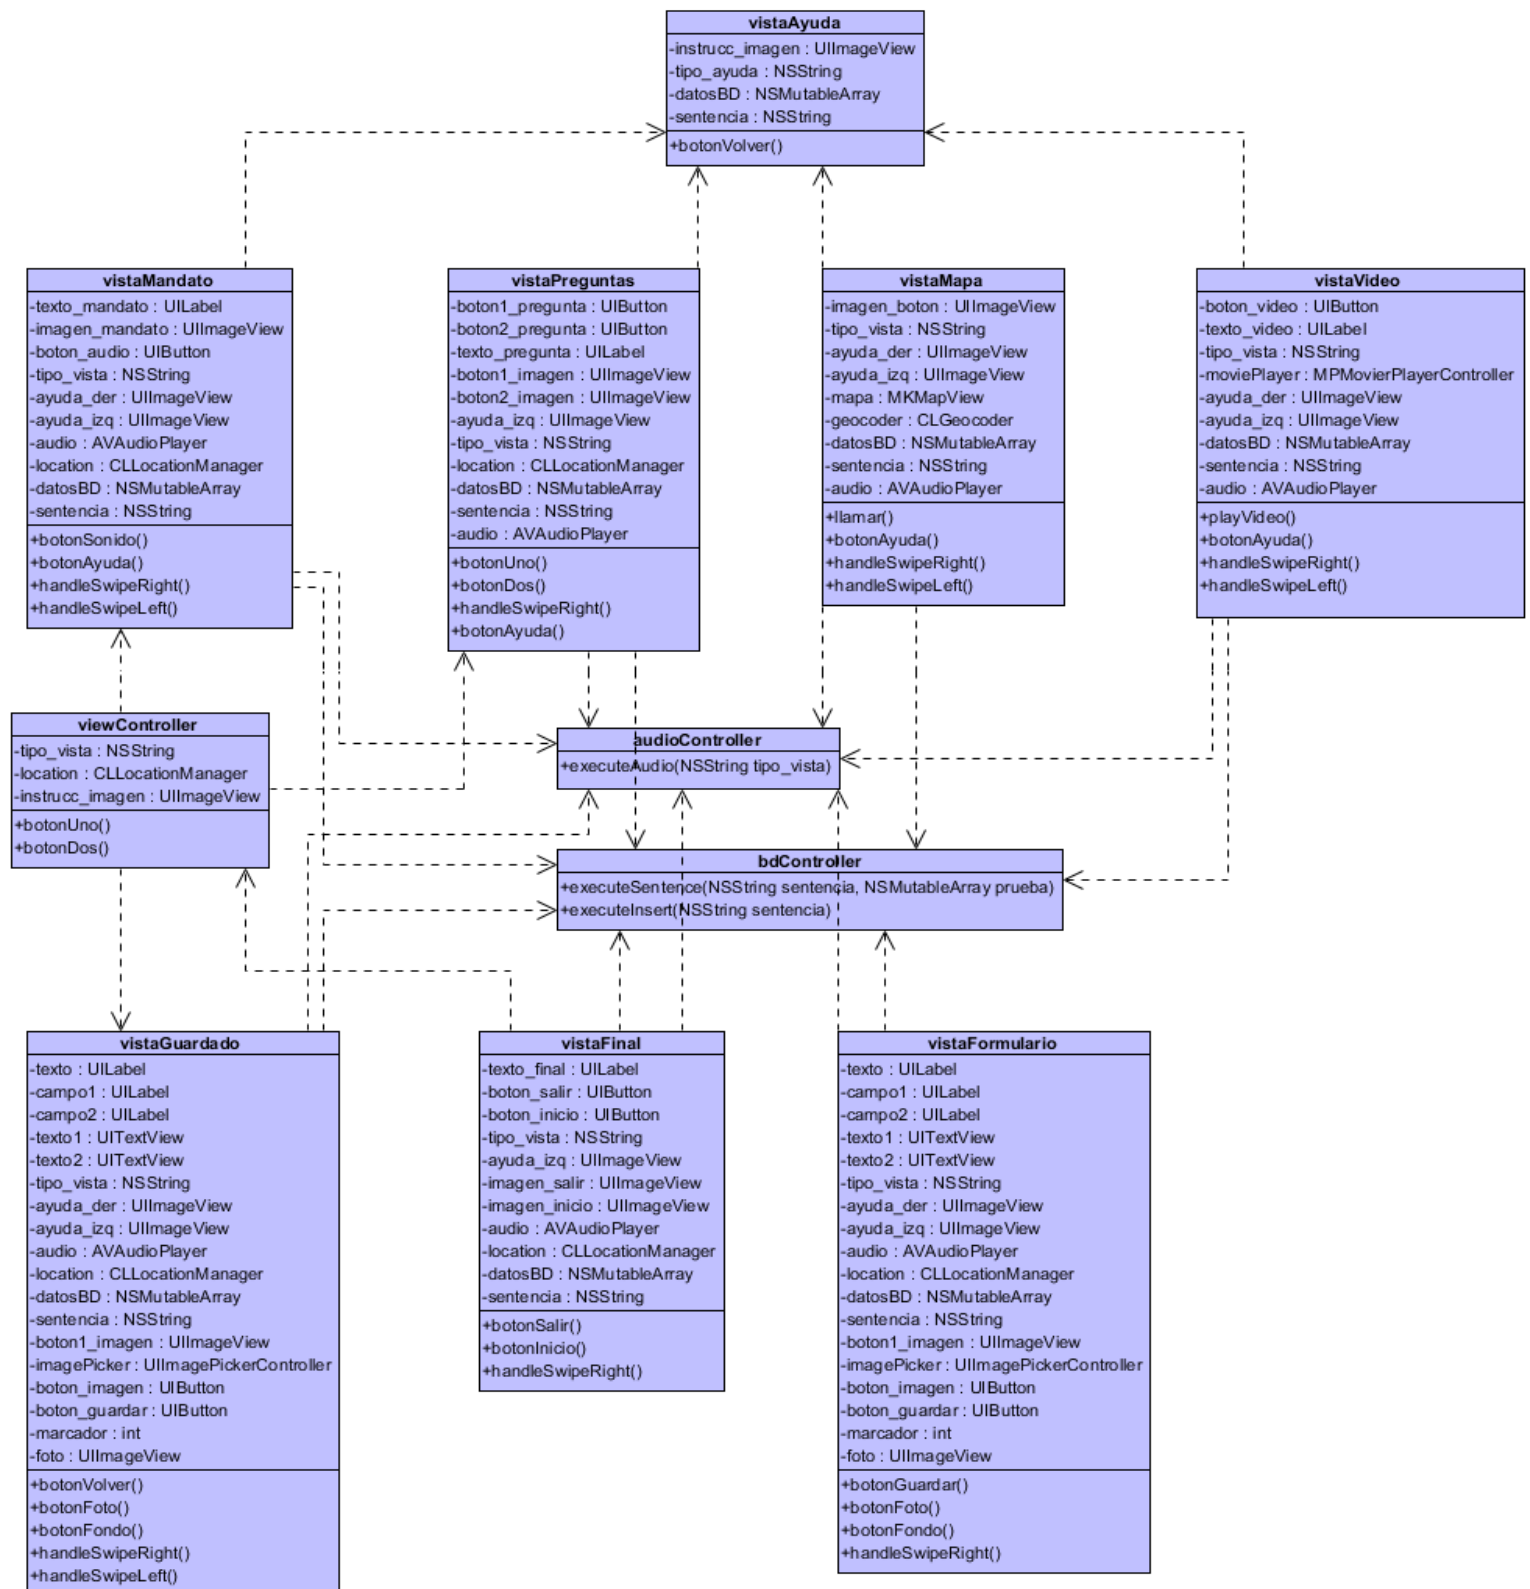 vistaAyuda
-instrucc_imagen : UIImageView
-tipo_ayuda : NSString
-datosBD : NSMutableArray
-sentencia : NSString
+botonVolver()
vistaMandato
-texto_mandato : UILabel
-imagen_mandato : UIImageView
-boton_audio : UIButton
-tipo_vista : NSString
-ayuda_der : UIImageView
-ayuda_izq : UIImageView
-audio : AVAudioPlayer
-location : CLLocationManager
-datosBD : NSMutableArray
-sentencia : NSString
+botonSonido()
+botonAyuda()
+handleSwipeRight()
+handleSwipeLeft()
vistaPreguntas
-boton1_pregunta : UIButton
-boton2_pregunta : UIButton
-texto_pregunta : UILabel
-boton1_imagen : UIImageView
-boton2_imagen : UIImageView
-ayuda_izq : UIImageView
-tipo_vista : NSString
-location : CLLocationManager
-datosBD : NSMutableArray
-sentencia : NSString
-audio : AVAudioPlayer
+botonUno()
+botonDos()
+handleSwipeRight()
+botonAyuda()
vistaMapa
-imagen_boton : UIImageView
-tipo_vista : NSString
-ayuda_der : UIImageView
-ayuda_izq : UIImageView
-mapa : MKMapView
-geocoder : CLGeocoder
-datosBD : NSMutableArray
-sentencia : NSString
-audio : AVAudioPlayer
+llamar()
+botonAyuda()
+handleSwipeRight()
+handleSwipeLeft()
vistaVideo
-boton_video : UIButton
-texto_video : UILabel
-tipo_vista : NSString
-moviePlayer : MPMovierPlayerController
-ayuda_der : UIImageView
-ayuda_izq : UIImageView
-datosBD : NSMutableArray
-sentencia : NSString
-audio : AVAudioPlayer
+playVideo()
+botonAyuda()
+handleSwipeRight()
+handleSwipeLeft()
viewController
-tipo_vista : NSString
-location : CLLocationManager
-instrucc_imagen : UIImageView
+botonUno()
+botonDos()
audioController
+executeAudio(NSString tipo_vista)
bdController
+executeSentence(NSString sentencia, NSMutableArray prueba)
+executeInsert(NSString sentencia)
vistaGuardado
-texto : UILabel
-campo1 : UILabel
-campo2 : UILabel
-texto1 : UITextView
-texto2 : UITextView
-tipo_vista : NSString
-ayuda_der : UIImageView
-ayuda_izq : UIImageView
-audio : AVAudioPlayer
-location : CLLocationManager
-datosBD : NSMutableArray
-sentencia : NSString
-boton1_imagen : UIImageView
-imagePicker : UIImagePickerController
-boton_imagen : UIButton
-boton_guardar : UIButton
-marcador : int
-foto : UIImageView
+botonVolver()
+botonFoto()
+botonFondo()
+handleSwipeRight()
+handleSwipeLeft()
vistaFinal
-texto_final : UILabel
-boton_salir : UIButton
-boton_inicio : UIButton
-tipo_vista : NSString
-ayuda_izq : UIImageView
-imagen_salir : UIImageView
-imagen_inicio : UIImageView
-audio : AVAudioPlayer
-location : CLLocationManager
-datosBD : NSMutableArray
-sentencia : NSString
+botonSalir()
+botonInicio()
+handleSwipeRight()
vistaFormulario
-texto : UILabel
-campo1 : UILabel
-campo2 : UILabel
-texto1 : UITextView
-texto2 : UITextView
-tipo_vista : NSString
-ayuda_der : UIImageView
-ayuda_izq : UIImageView
-audio : AVAudioPlayer
-location : CLLocationManager
-datosBD : NSMutableArray
-sentencia : NSString
-boton1_imagen : UIImageView
-imagePicker : UIImagePickerController
-boton_imagen : UIButton
-boton_guardar : UIButton
-marcador : int
-foto : UIImageView
+botonGuardar()
+botonFoto()
+botonFondo()
+handleSwipeRight()